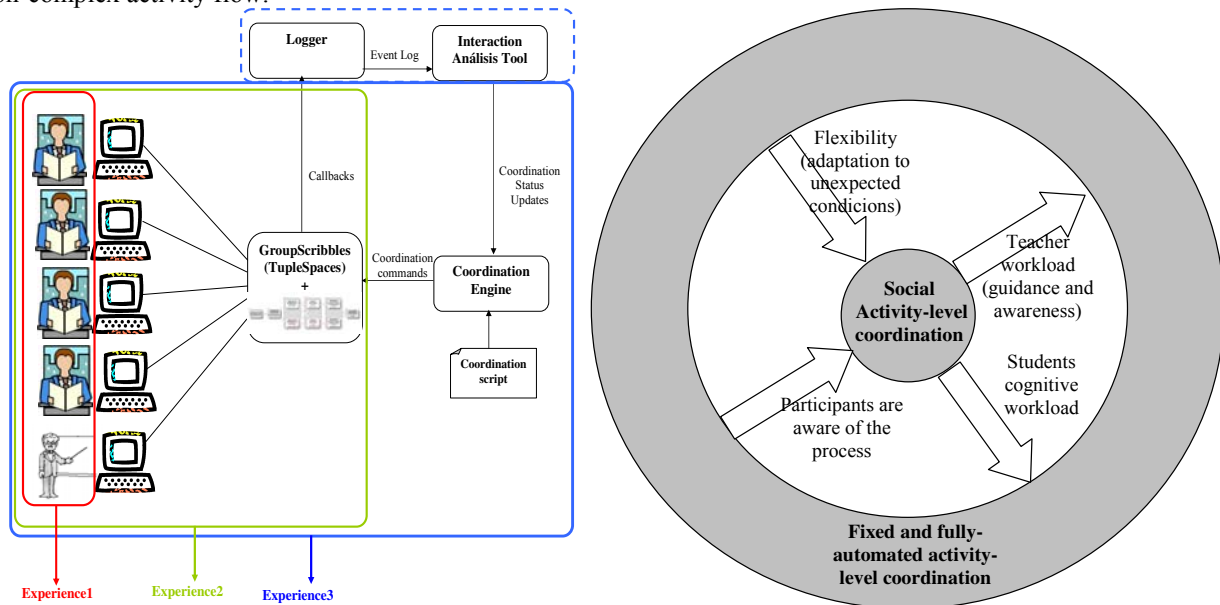 on complex activity flow.
Logger
Event Log
Interaction
Análisis Tool
Callbacks
Coordination
Status
Updates
GroupScribbles
(TupleSpaces)
+
Coordination
commands
Coordination
Engine
Coordination
script
Experience1
Experience2
Experience3
Flexibility
(adaptation to
unexpected
condicions)
Teacher
workload
(guidance and
awareness)
Social
Activity-level
coordination
Students
cognitive
workload
Participants are
aware of the
process
Fixed and fully-
automated activity-
level coordination